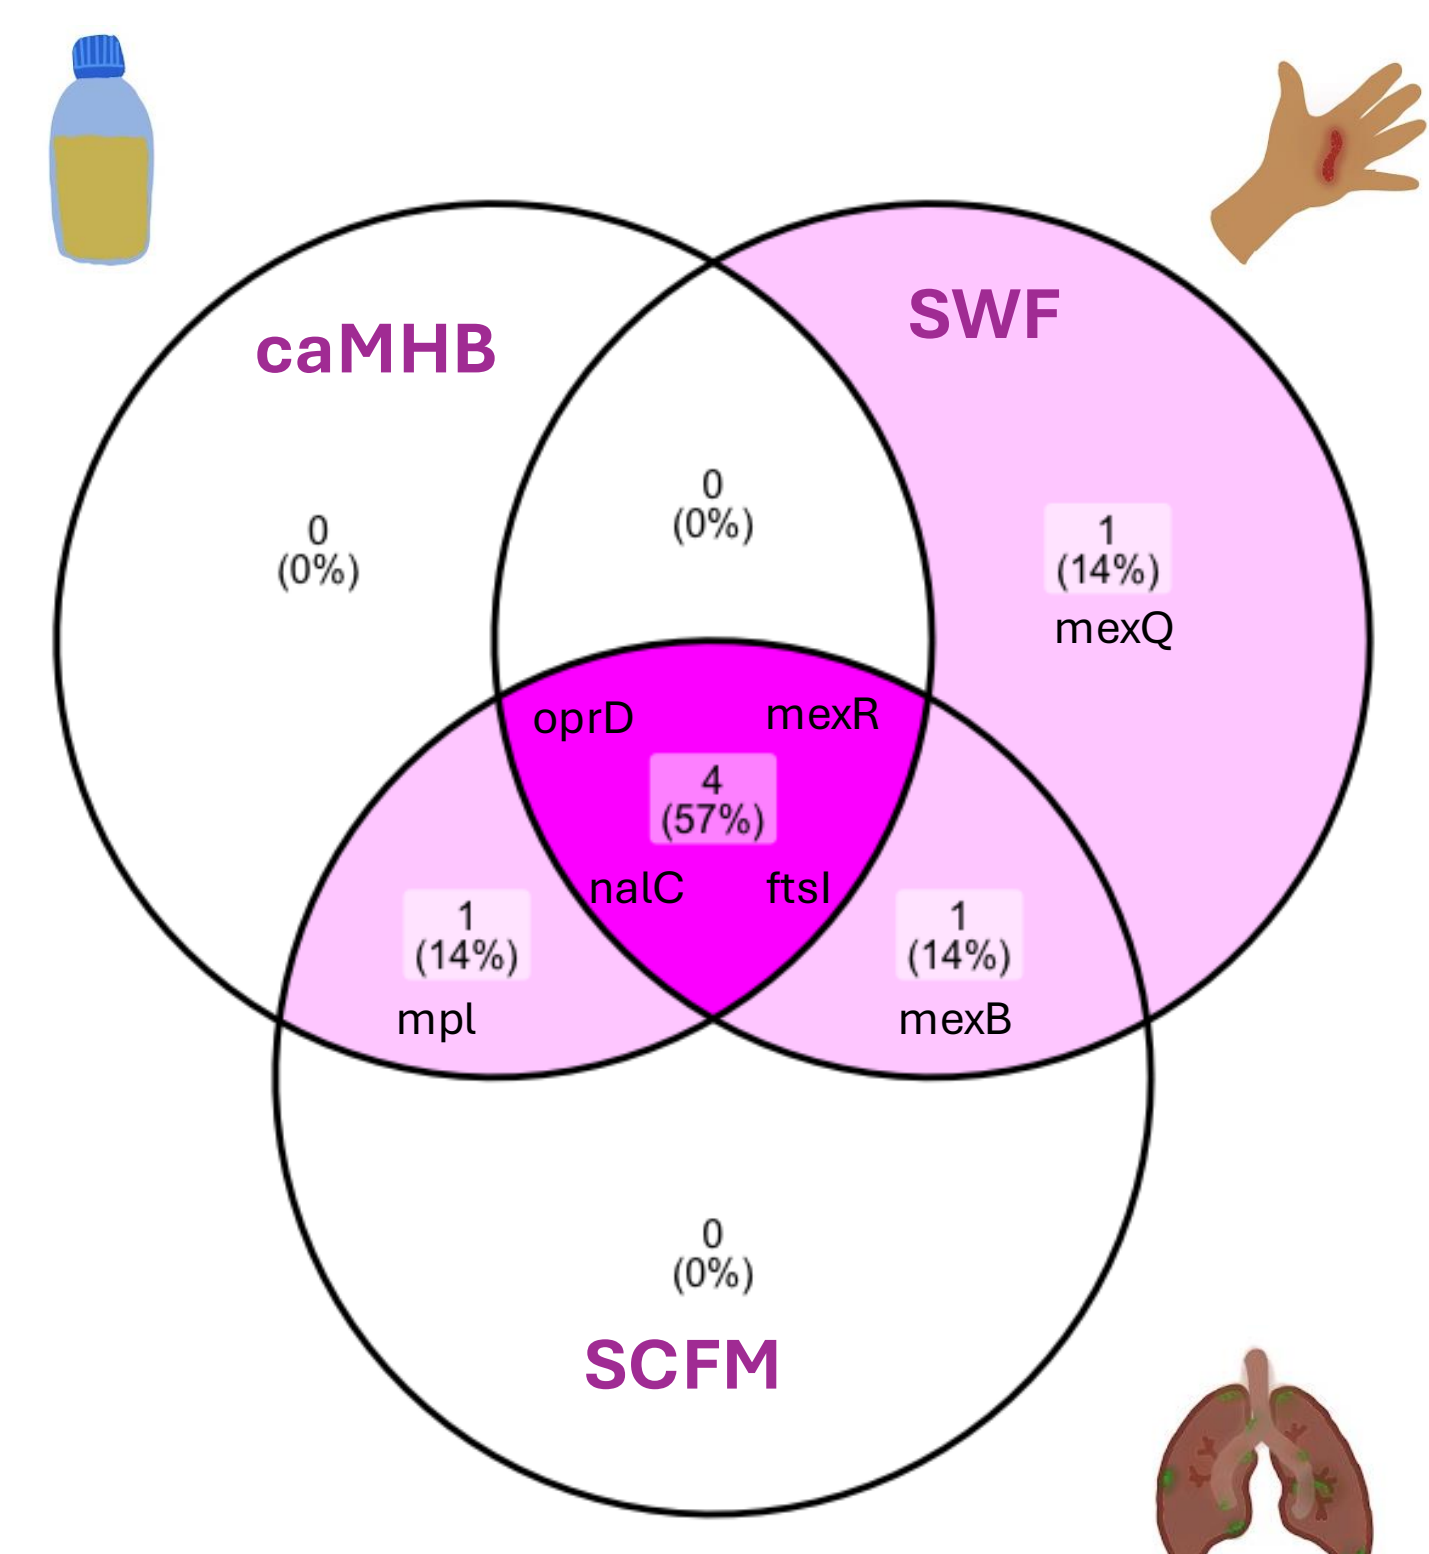 SWF
caMHB
0
(0%)
0
(0%)
1
(14%)
mexQ
oprD
mexR
4
(57%)
nalC
ftsI
1
(14%)
mpl
1
(14%)
mexB
0
(0%)
SCFM